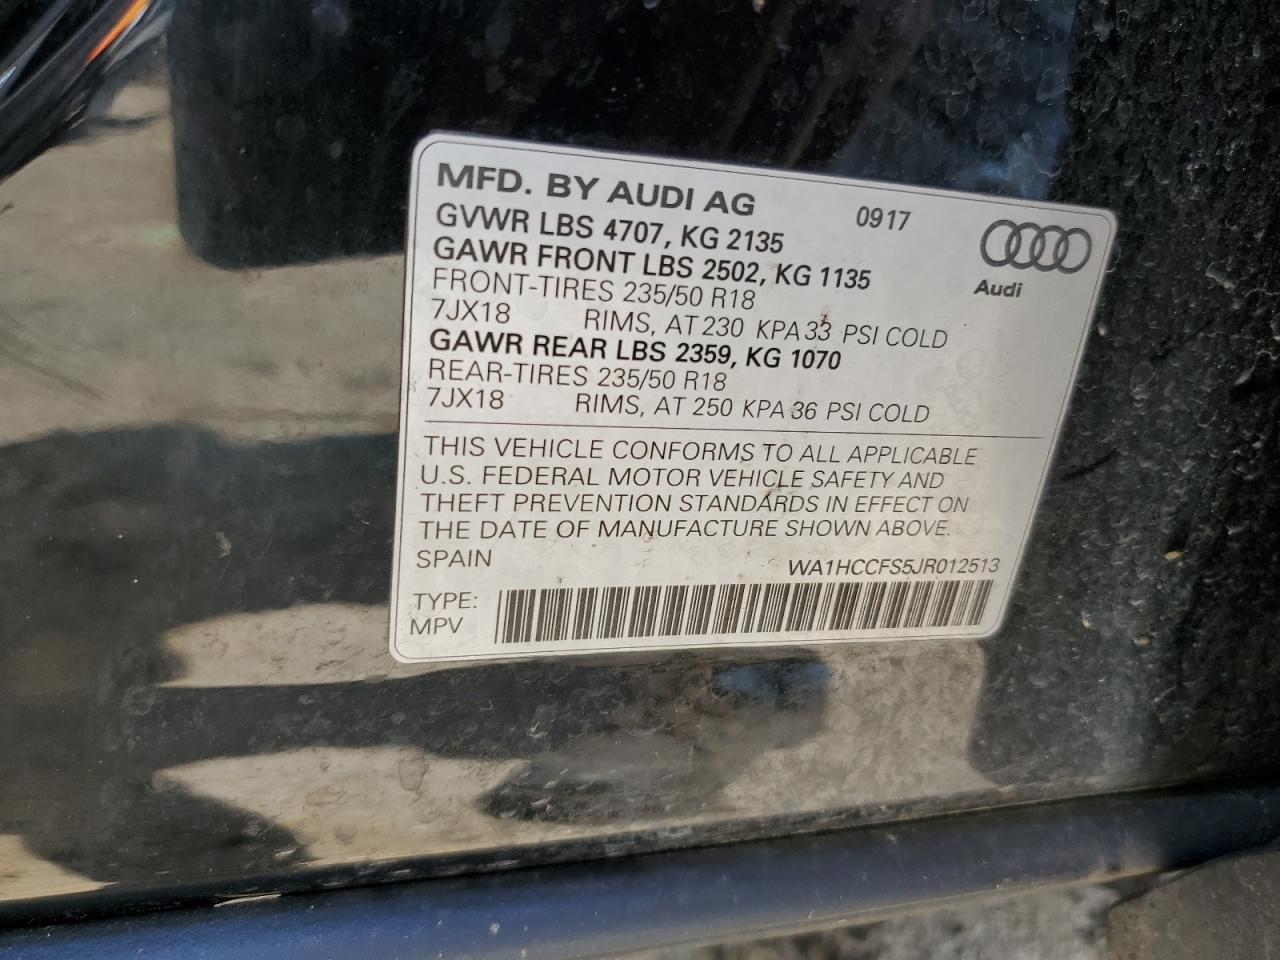 MFD. BY AUDI AG 0917
GVWR LBS 4707, KG 2135
GAWR FRONT LBS 2502, KG 1135
FRONT-TIRES 235/50 R18
7JX18 RIMS, AT 230 KPA 33 PSI COLD
GAWR REAR LBS 2359, KG 1070
REAR-TIRES 235/50 R18
7JX18 RIMS, AT 250 KPA 36 PSI COLD
Audi
THIS VEHICLE CONFORMS TO ALL APPLICABLE
U.S. FEDERAL MOTOR VEHICLE SAFETY AND
THEFT PREVENTION STANDARDS IN EFFECT ON
THE DATE OF MANUFACTURE SHOWN ABOVE.
SPAIN WA1HCCFS5JR012513
TYPE:
MPV